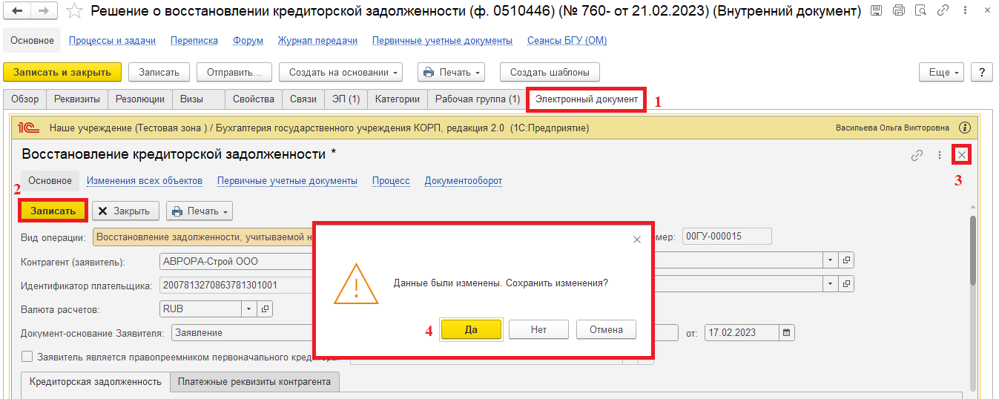 Решение о восстановлении кредиторской задолженности (ф. 0510446) (№ 760- от 21.02.2023) (Внутренний документ)
Основное Процессы и задачи Переписка Форум Журнал передачи Первичные учетные документы Сеансы БГУ (ОМ)
Записать и закрыть Записать Отправить... Создать на основании Печать Создать шаблоны Еще ?
Обзор Реквизиты Резолюции Визы Свойства Связи ЭП (1) Категории Рабочая группа (1) Электронный документ 1
1С Наше учреждение (Тестовая зона ) / Бухгалтерия государственного учреждения КОРП, редакция 2.0 (1С:Предприятие) Васильева Ольга Викторовна
Восстановление кредиторской задолженности *
3
Основное Изменения всех объектов Первичные учетные документы Процесс Документооборот
2
Записать Закрыть Печать
Вид операции: Восстановление задолженности, учитываемой н мер: 00ГУ-000015
Контрагент (заявитель): АВРОРА-Строй ООО
Данные были изменены. Сохранить изменения?
Идентификатор плательщика: 2007813270863781301001
Валюта расчетов: RUB
4 Да Нет Отмена
Документ-основание Заявителя: Заявление от: 17.02.2023
Заявитель является правопреемником первоначального кредитора:
Кредиторская задолженность Платежные реквизиты контрагента